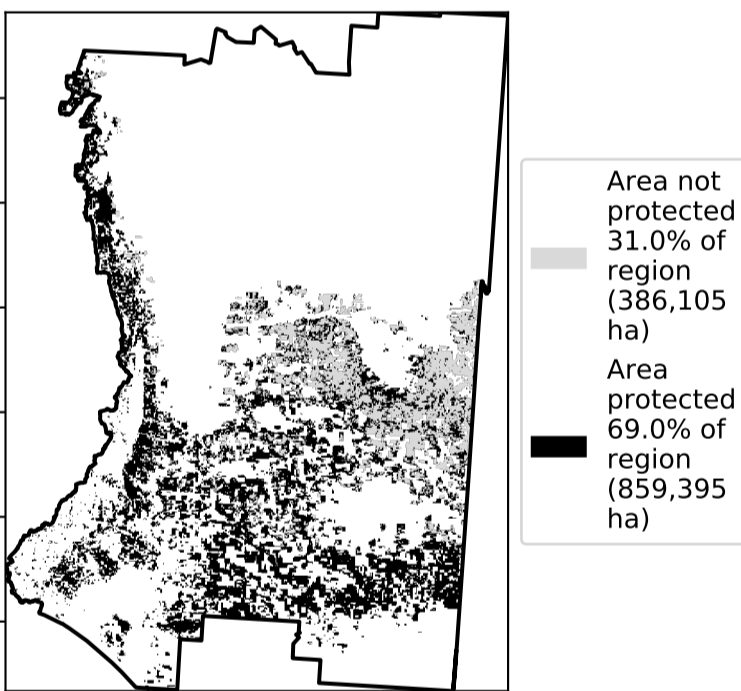 Area not
protected
31.0% of
region
(386,105
ha)
Area
protected
69.0% of
region
(859,395
ha)